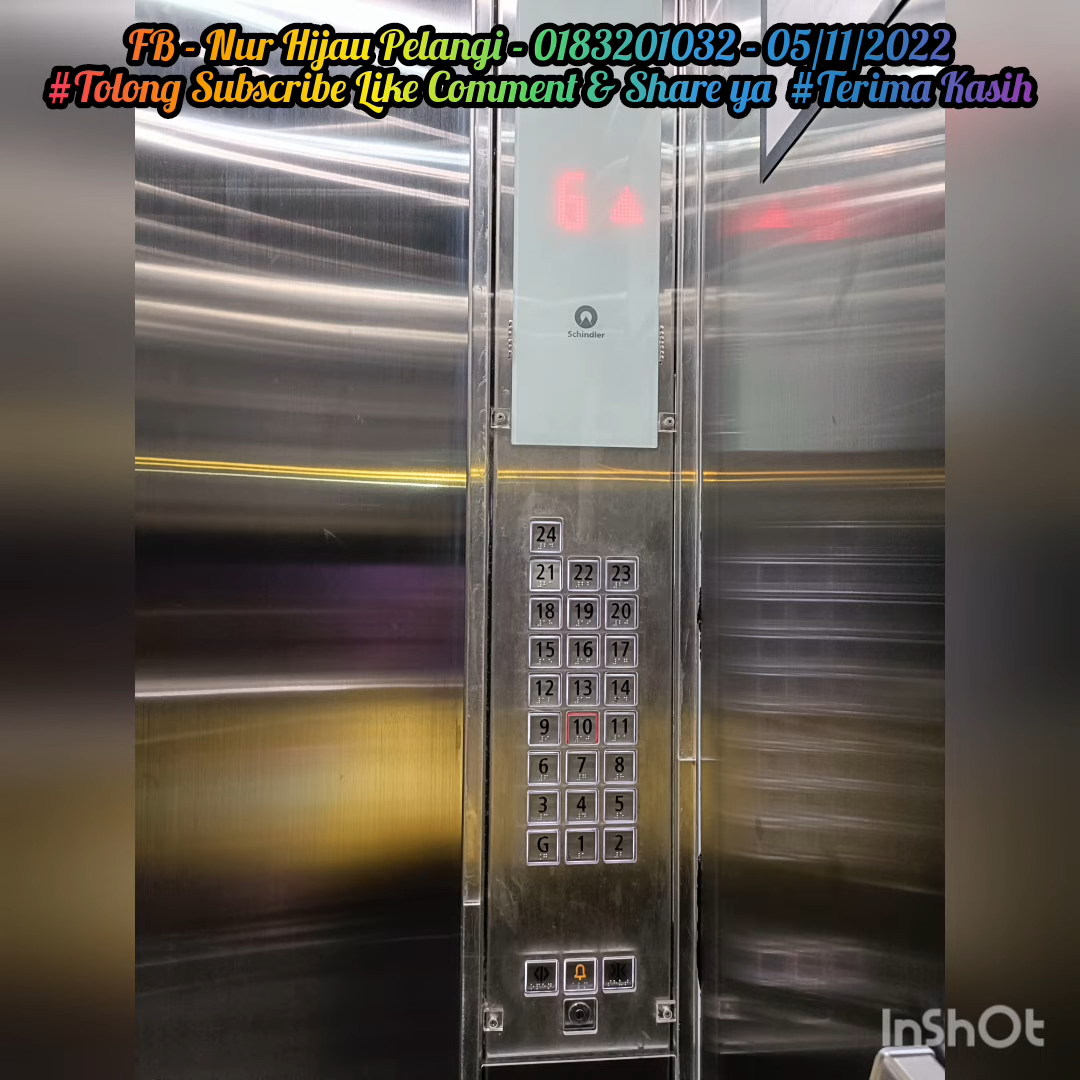 FB - Nur Hijau Pelangi - 0183201032 - 05/11/2022
#Tolong Subscribe Like Comment & Share ya #Terima Kasih
G
Schindler
24
21 22 23
18 19 20
15 16 17
12 13 14
9 10 11
6 7 8
3 4 5
G 1 2
InShOt